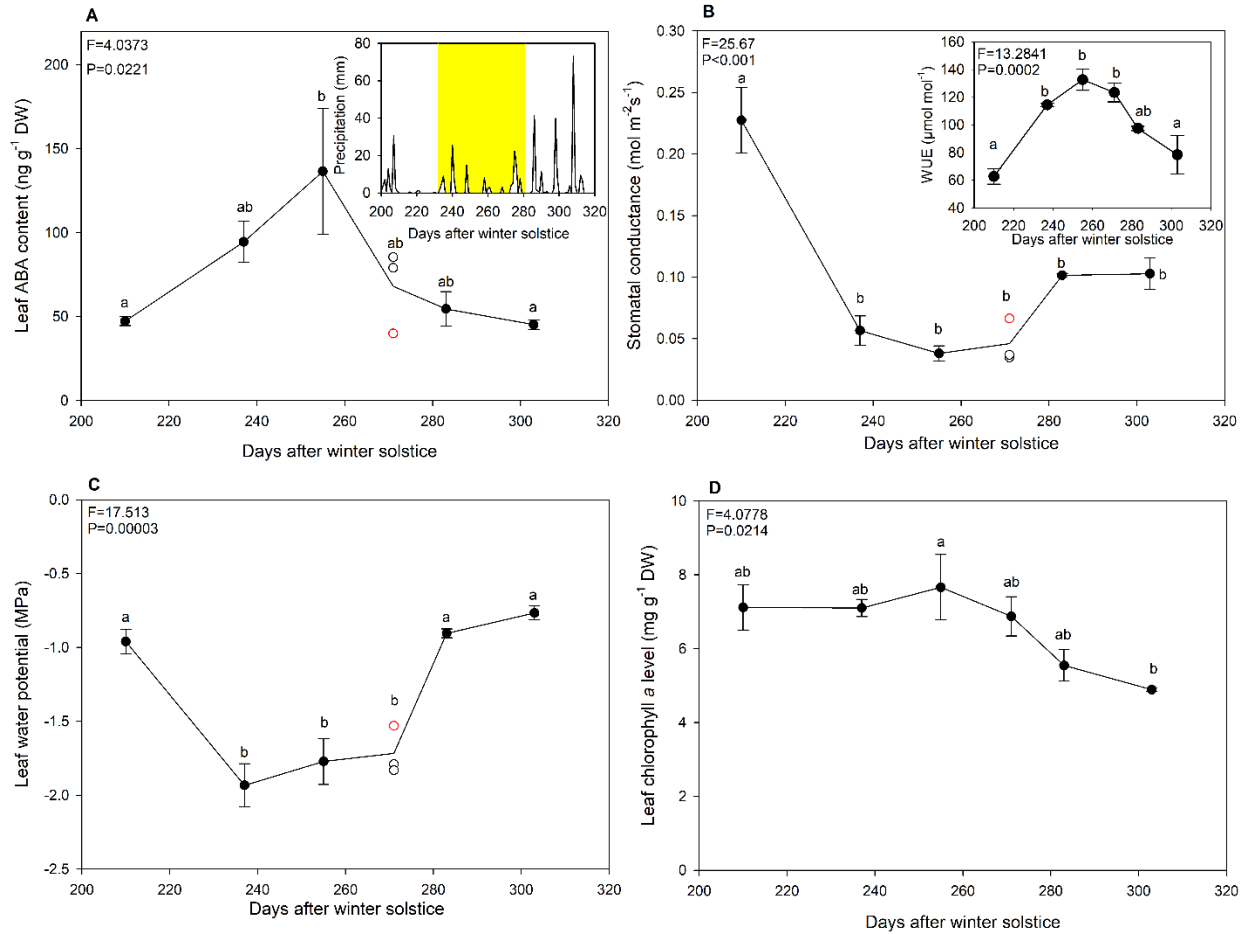 A
F=4.0373
P=0.0221
Leaf ABA content (ng g⁻¹ DW)
200
150
100
50
0
a
ab
b
ab
ab
a
200 220 240 260 280 300 320
Days after winter solstice
Precipitation (mm)
80
60
40
20
0
200 220 240 260 280 300 320
Days after winter solstice
B
F=25.67
P<0.001
Stomatal conductance (mol m⁻²s⁻¹)
0.30
0.25
0.20
0.15
0.10
0.05
0.00
a
b
b
b
b
b
200 220 240 260 280 300 320
Days after winter solstice
F=13.2841
P=0.0002
WUE (µmol mol⁻¹)
160
140
120
100
80
60
40
a
b
b
b
ab
a
200 220 240 260 280 300 320
Days after winter solstice
C
F=17.513
P=0.00003
Leaf water potential (MPa)
0.0
-0.5
-1.0
-1.5
-2.0
-2.5
a
b
b
b
a
a
200 220 240 260 280 300 320
Days after winter solstice
D
F=4.0778
P=0.0214
Leaf chlorophyll a level (mg g⁻¹ DW)
10
8
6
4
2
0
ab
ab
a
ab
ab
b
200 220 240 260 280 300 320
Days after winter solstice